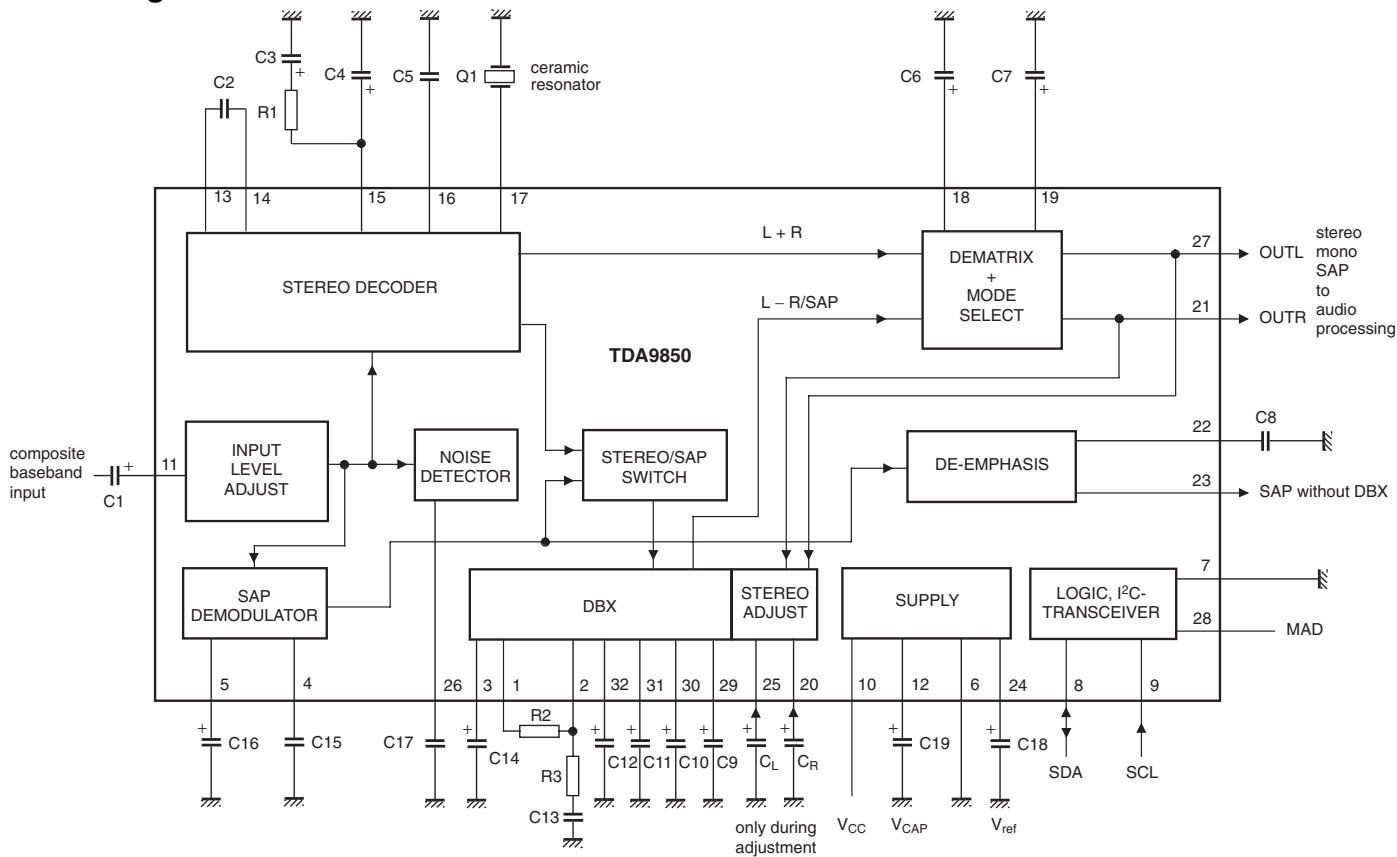 C3
C4
C5
Q1
ceramic
resonator
C6
C7
C2
R1
+
+
+
+
13
14
15
16
17
18
19
STEREO DECODER
L + R
L − R/SAP
DEMATRIX
+
MODE
SELECT
27
OUTL
21
OUTR
stereo
mono
SAP
to
audio
processing
TDA9850
composite
baseband
input
+
C1
11
INPUT
LEVEL
ADJUST
NOISE
DETECTOR
STEREO/SAP
SWITCH
DE-EMPHASIS
22
C8
23
SAP without DBX
SAP
DEMODULATOR
DBX
STEREO
ADJUST
SUPPLY
LOGIC, I²C-
TRANSCEIVER
7
28
MAD
5
4
26
3
1
2
32
31
30
29
25
20
10
12
6
24
8
9
R2
+
C16
C15
C17
+
C14
R3
C13
+
C12
+
C11
+
C10
+
C9
+
CL
+
CR
+
C19
+
C18
SDA
SCL
only during
adjustment
VCC
VCAP
Vref